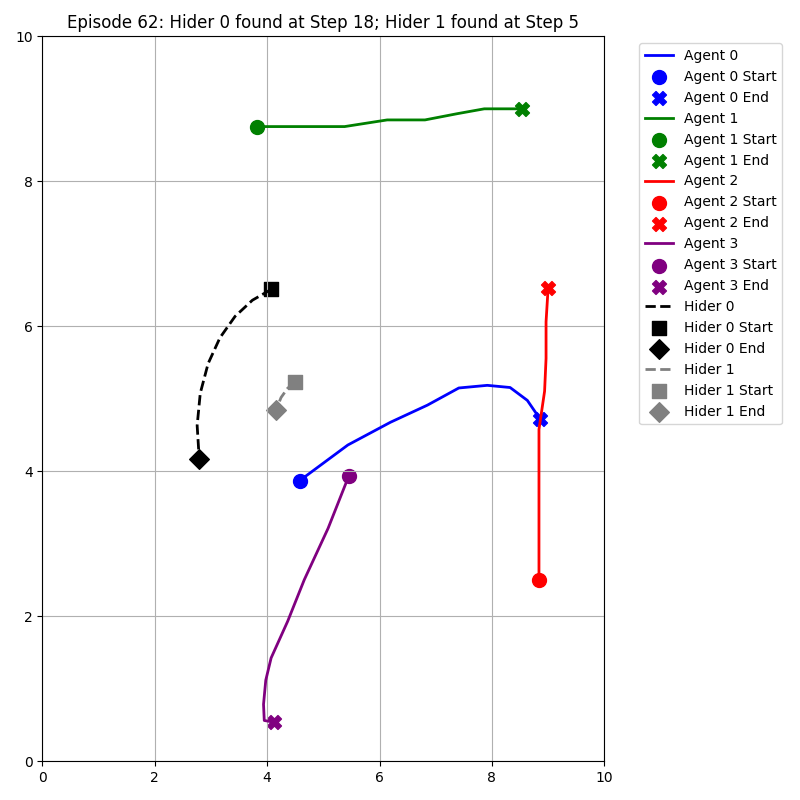 Episode 62: Hider 0 found at Step 18; Hider 1 found at Step 5
10
8
6
4
2
0
0
2
4
6
8
10
Agent 0
Agent 0 Start
Agent 0 End
Agent 1
Agent 1 Start
Agent 1 End
Agent 2
Agent 2 Start
Agent 2 End
Agent 3
Agent 3 Start
Agent 3 End
Hider 0
Hider 0 Start
Hider 0 End
Hider 1
Hider 1 Start
Hider 1 End